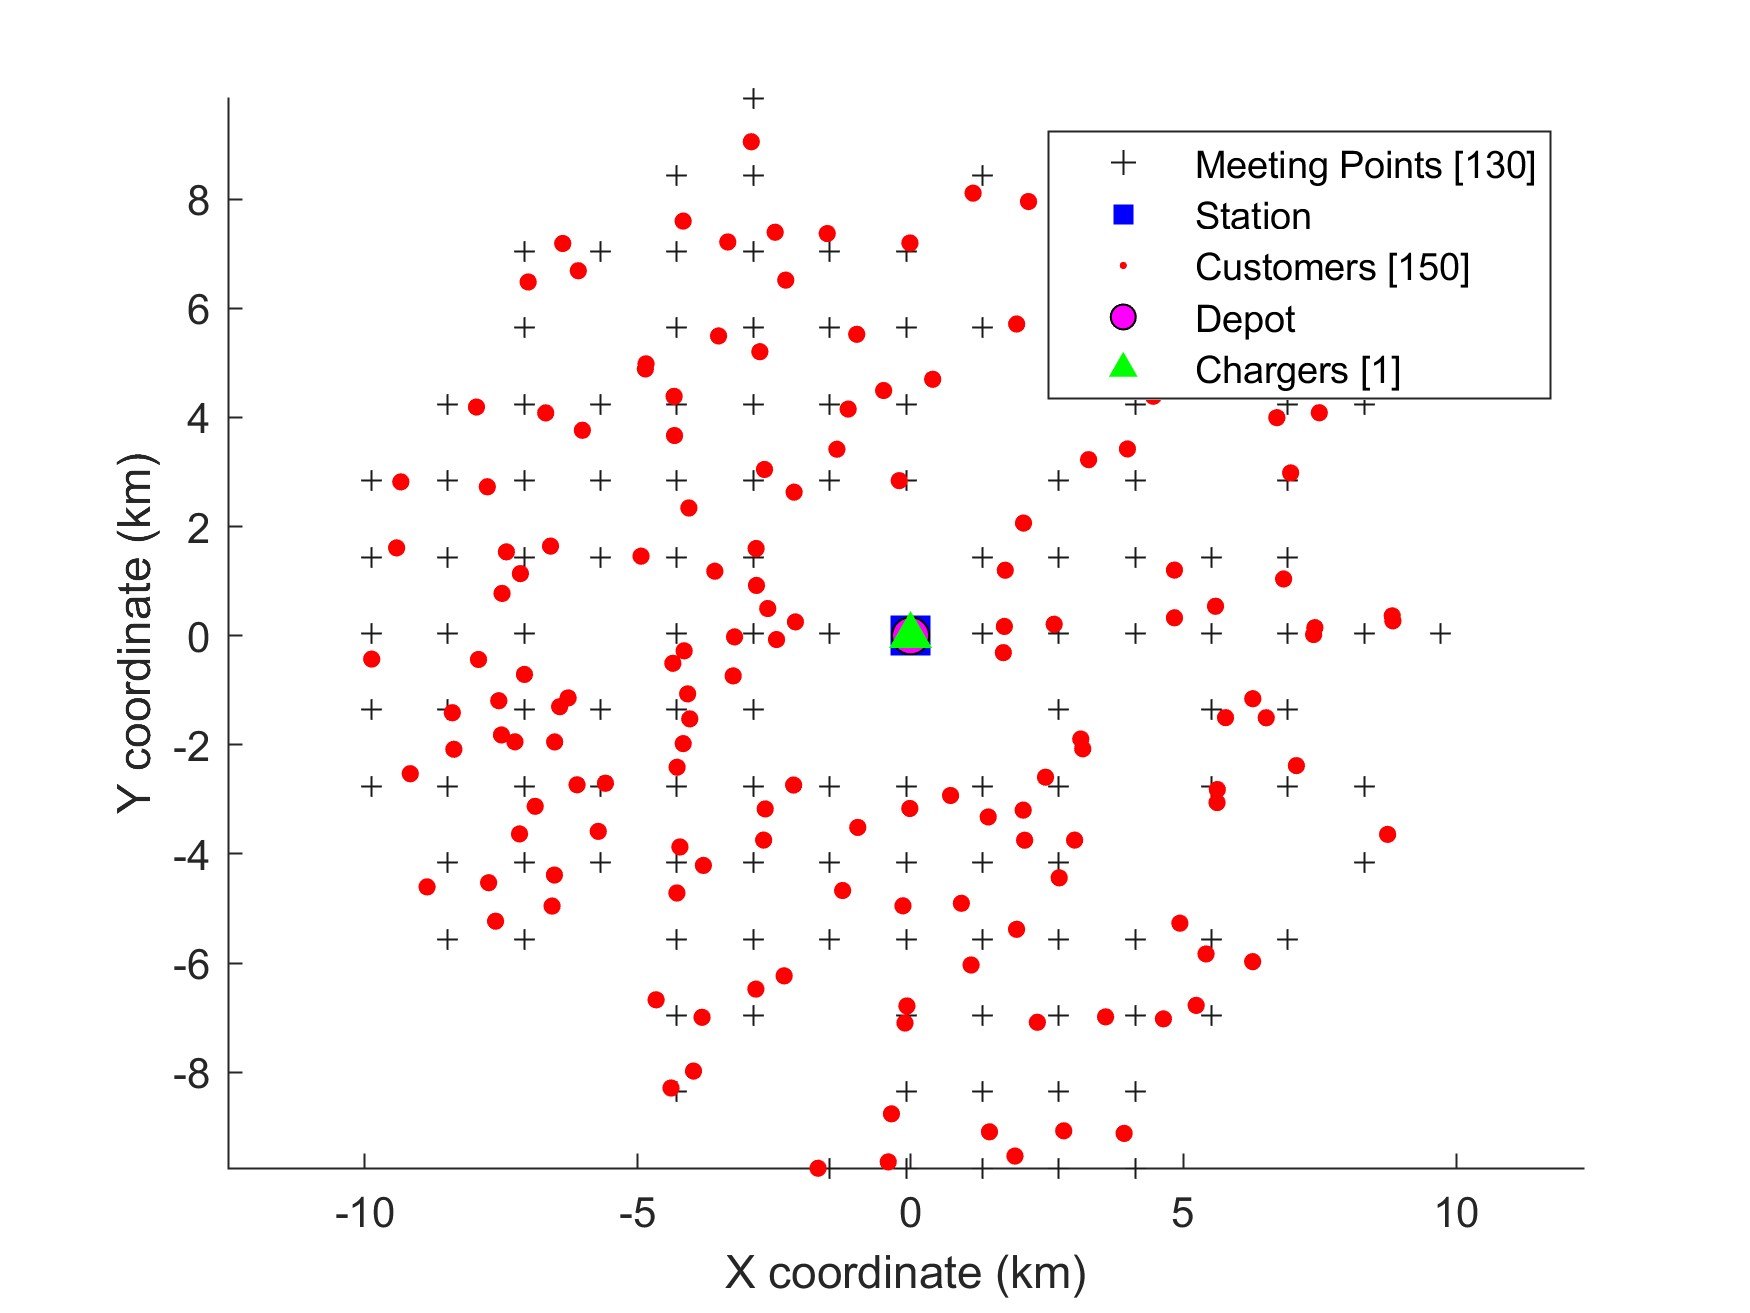 Meeting Points [130]
Station
Customers [150]
Depot
Chargers [1]
8
6
4
2
0
-2
-4
-6
-8
Y coordinate (km)
-10 -5 0 5 10
X coordinate (km)